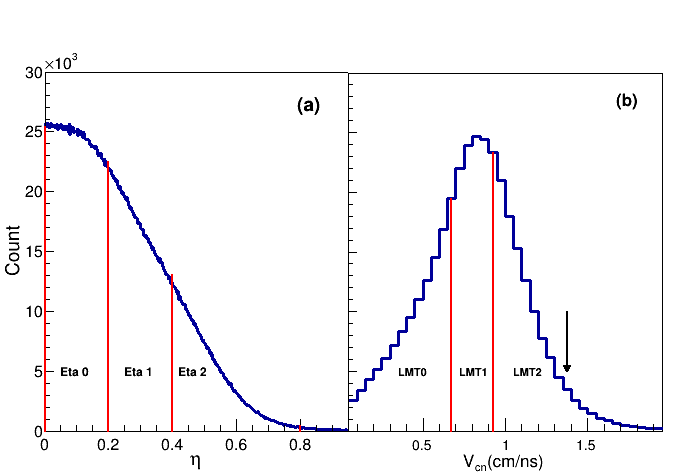 ×10³
30
25
20
15
10
5
0
Count
(a)
Eta 0
Eta 1
Eta 2
0
0.2
0.4
0.6
0.8
η
(b)
LMT0
LMT1
LMT2
0.5
1
1.5
V_cn(cm/ns)